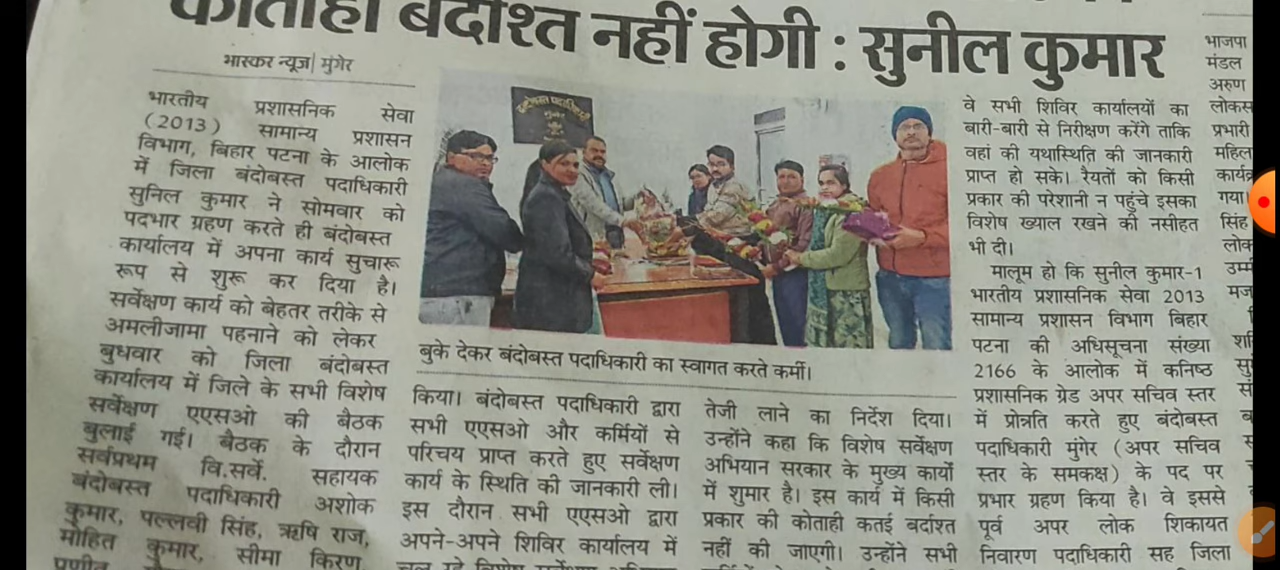 कोताही बर्दाश्त नहीं होगी : सुनील कुमार
भास्कर न्यूज| मुंगेर
भारतीय प्रशासनिक सेवा
(2013) सामान्य प्रशासन
विभाग, बिहार पटना के आलोक
में जिला बंदोबस्त पदाधिकारी
सुनिल कुमार ने सोमवार को
पदभार ग्रहण करते ही बंदोबस्त
कार्यालय में अपना कार्य सुचारू
रूप से शुरू कर दिया है।
सर्वेक्षण कार्य को बेहतर तरीके से
अमलीजामा पहनाने को लेकर
बुधवार को जिला बंदोबस्त
कार्यालय में जिले के सभी विशेष
सर्वेक्षण एएसओ की बैठक
बुलाई गई। बैठक के दौरान
सर्वप्रथम वि.सर्वे. सहायक
बंदोबस्त पदाधिकारी अशोक
कुमार, पल्लवी सिंह, ऋषि राज,
मोहित कुमार, सीमा किरण
बंदोबस्त पदाधिकारी
मुंगेर
बुके देकर बंदोबस्त पदाधिकारी का स्वागत करते कर्मी।
किया। बंदोबस्त पदाधिकारी द्वारा
सभी एएसओ और कर्मियों से
परिचय प्राप्त करते हुए सर्वेक्षण
कार्य के स्थिति की जानकारी ली।
इस दौरान सभी एएसओ द्वारा
अपने-अपने शिविर कार्यालय में
तेजी लाने का निर्देश दिया।
उन्होंने कहा कि विशेष सर्वेक्षण
अभियान सरकार के मुख्य कार्यो
में शुमार है। इस कार्य में किसी
प्रकार की कोताही कतई बर्दाश्त
नहीं की जाएगी। उन्होंने सभी
वे सभी शिविर कार्यालयों का
बारी-बारी से निरीक्षण करेंगे ताकि
वहां की यथास्थिति की जानकारी
प्राप्त हो सके। रैयतों को किसी
प्रकार की परेशानी न पहुंचे इसका
विशेष ख्याल रखने की नसीहत
भी दी।
मालूम हो कि सुनील कुमार-1
भारतीय प्रशासनिक सेवा 2013
सामान्य प्रशासन विभाग बिहार
पटना की अधिसूचना संख्या
2166 के आलोक में कनिष्ठ
प्रशासनिक ग्रेड अपर सचिव स्तर
में प्रोन्नति करते हुए बंदोबस्त
पदाधिकारी मुंगेर (अपर सचिव
स्तर के समकक्ष) के पद पर
प्रभार ग्रहण किया है। वे इससे
पूर्व अपर लोक शिकायत
निवारण पदाधिकारी सह जिला
भाजपा
मंडल
अरुण
लोकस
प्रभारी
महिल
कार्यक्र
गया
सिंह
लोक
उम्मी
मज